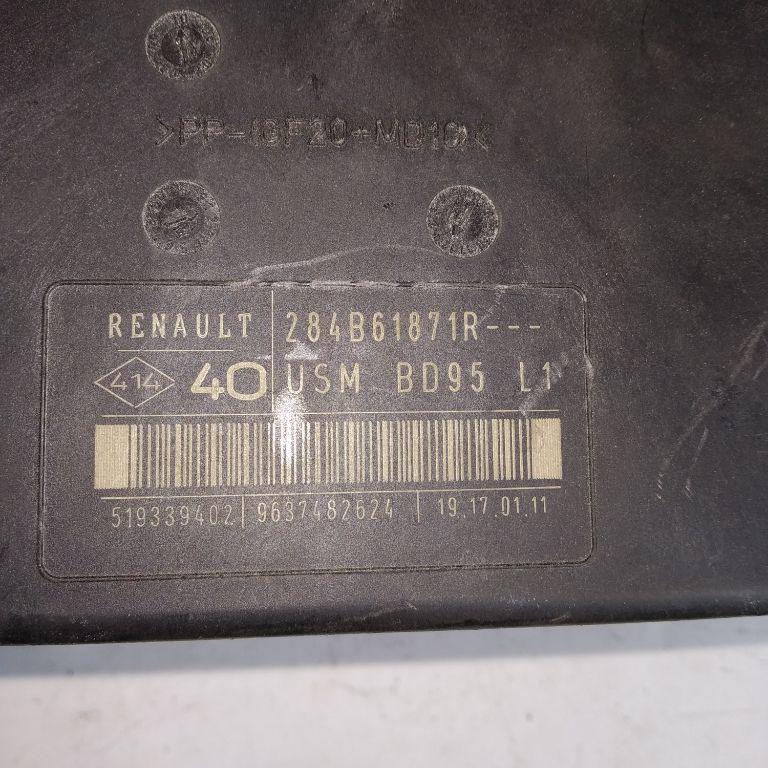 >PP-GF20+MD10<
RENAULT 284B61871R---
414 40 USM BD95 L1
519339402 9637482624 19.17.01.11